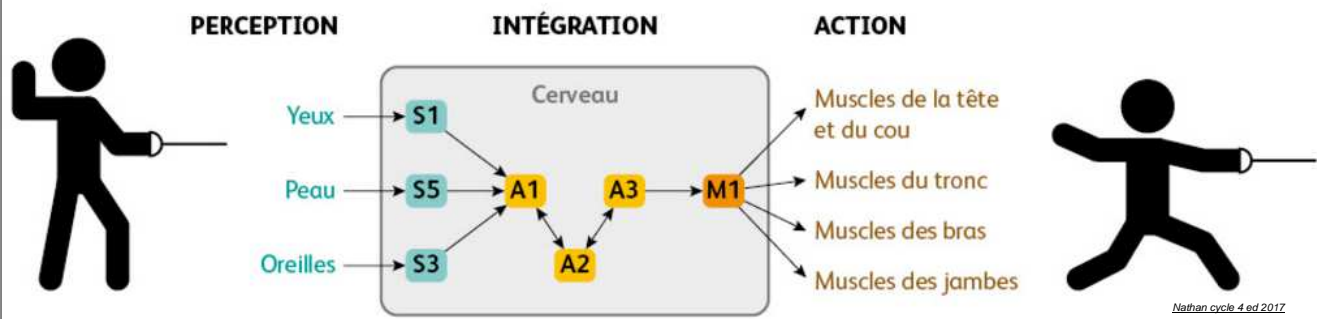 PERCEPTION
INTÉGRATION
ACTION
Cerveau
Yeux
S1
Peau
S5
A1
A3
M1
Oreilles
S3
A2
Muscles de la tête
et du cou
Muscles du tronc
Muscles des bras
Muscles des jambes
Nathan cycle 4 ed 2017